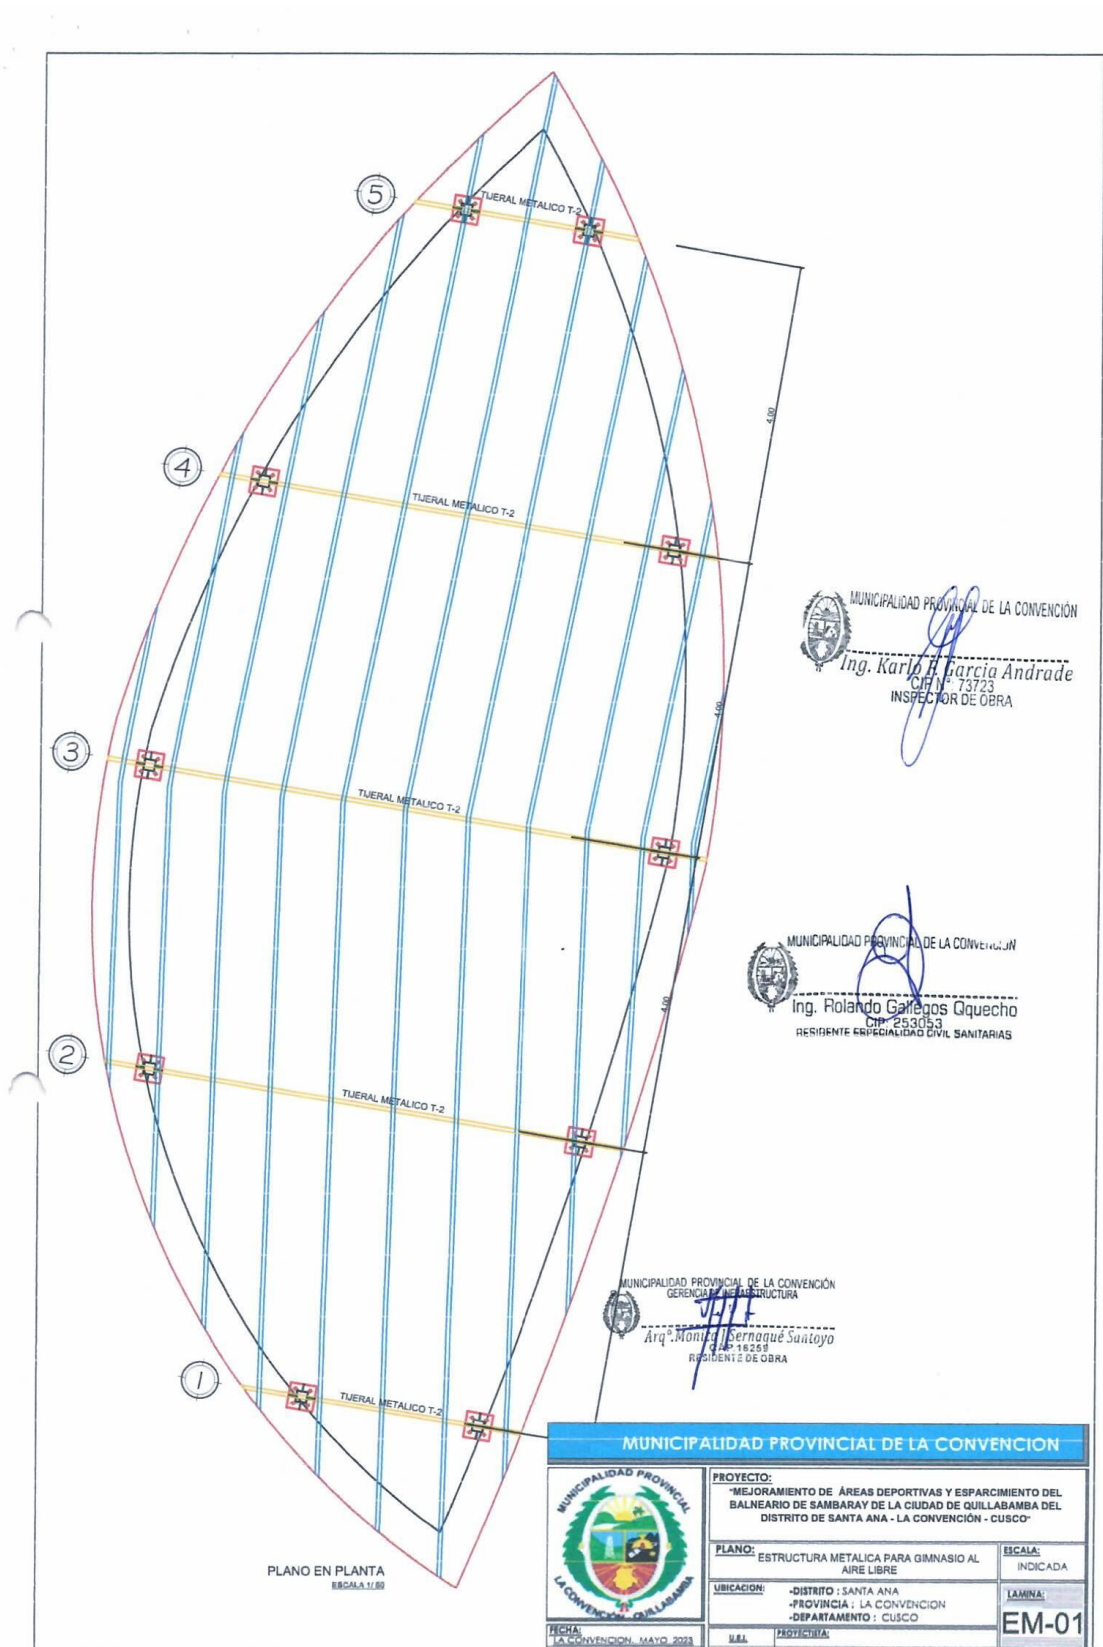 5
TIJERAL METALICO T-2
4.00
4
TIJERAL METALICO T-2
MUNICIPALIDAD PROVINCIAL DE LA CONVENCIÓN
Ing. Karlo R. Garcia Andrade
CIP N°: 73723
INSPECTOR DE OBRA
4.00
3
TIJERAL METALICO T-2
MUNICIPALIDAD PROVINCIAL DE LA CONVENCIÓN
Ing. Rolando Gallegos Qquecho
CIP: 253053
RESIDENTE ESPECIALIDAD CIVIL SANITARIAS
4.00
2
TIJERAL METALICO T-2
MUNICIPALIDAD PROVINCIAL DE LA CONVENCIÓN
GERENCIA DE INFRAESTRUCTURA
Arqº. Monica J Sernaqué Santoyo
CAP. 16259
RESIDENTE DE OBRA
1
TIJERAL METALICO T-2
PLANO EN PLANTA
ESCALA 1/ 50
MUNICIPALIDAD PROVINCIAL DE LA CONVENCION
MUNICIPALIDAD PROVINCIAL
LA CONVENCIÓN - QUILLABAMBA
PROYECTO:
"MEJORAMIENTO DE ÁREAS DEPORTIVAS Y ESPARCIMIENTO DEL
BALNEARIO DE SAMBARAY DE LA CIUDAD DE QUILLABAMBA DEL
DISTRITO DE SANTA ANA - LA CONVENCIÓN - CUSCO"
PLANO: ESTRUCTURA METALICA PARA GIMNASIO AL
AIRE LIBRE
ESCALA:
INDICADA
UBICACION: -DISTRITO : SANTA ANA
-PROVINCIA : LA CONVENCION
-DEPARTAMENTO : CUSCO
LAMINA:
EM-01
FECHA:
LA CONVENCION, MAYO 2023
PROYECTISTA: